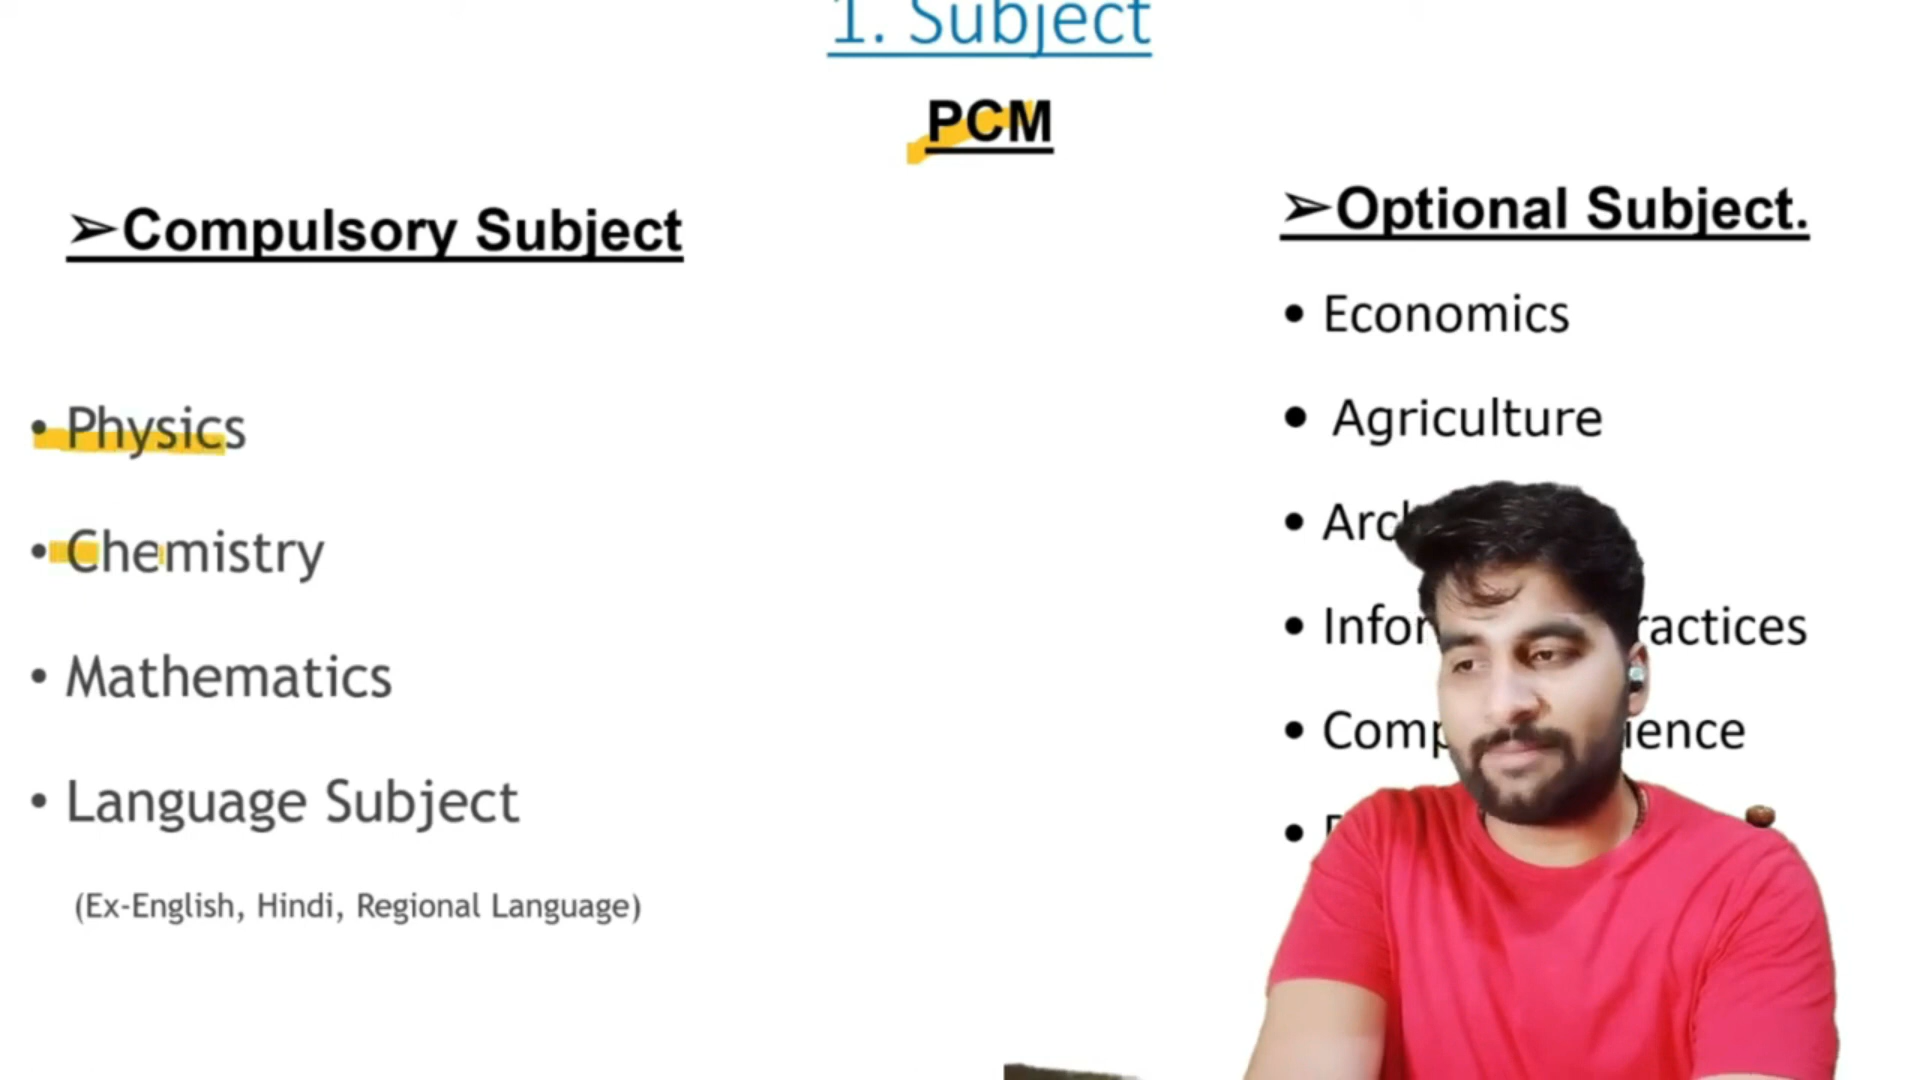 1. Subject
PCM
➢Compulsory Subject
• Physics
• Chemistry
• Mathematics
• Language Subject
(Ex-English, Hindi, Regional Language)
➢Optional Subject.
• Economics
• Agriculture
•
•
•
•